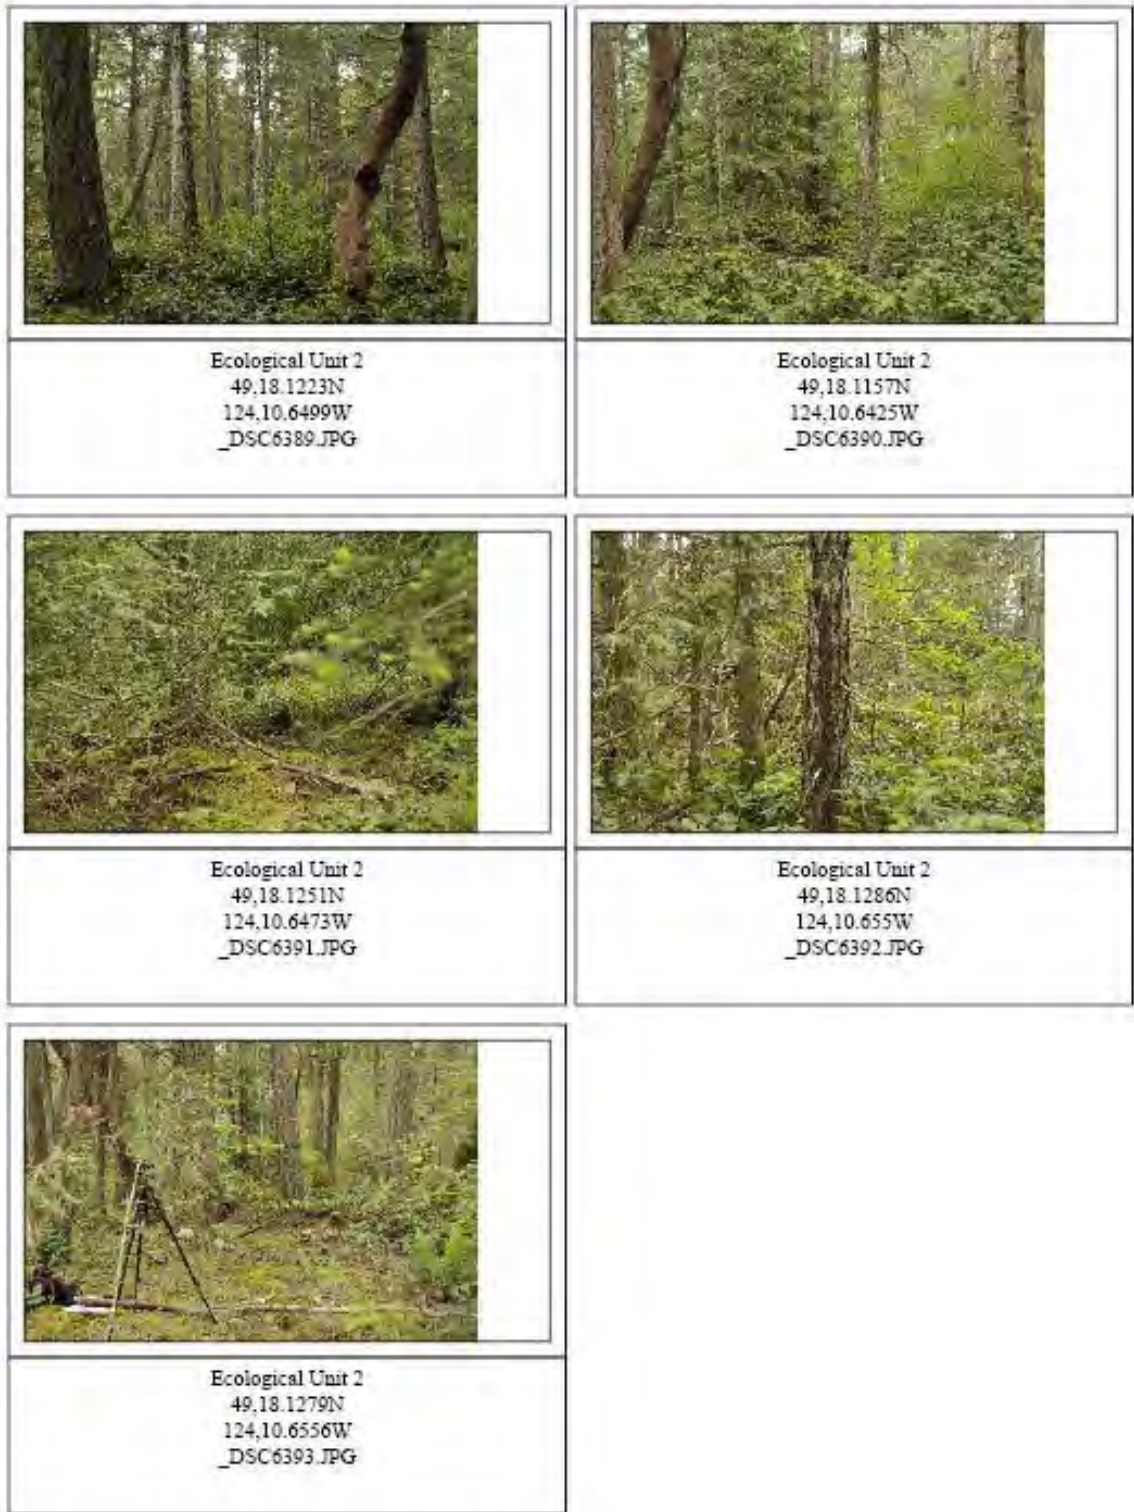 Ecological Unit 2
49,18.1223N
124,10.6499W
_DSC6389.JPG
Ecological Unit 2
49,18.1157N
124,10.6425W
_DSC6390.JPG
Ecological Unit 2
49,18.1251N
124,10.6473W
_DSC6391.JPG
Ecological Unit 2
49,18.1286N
124,10.655W
_DSC6392.JPG
Ecological Unit 2
49,18.1279N
124,10.6556W
_DSC6393.JPG